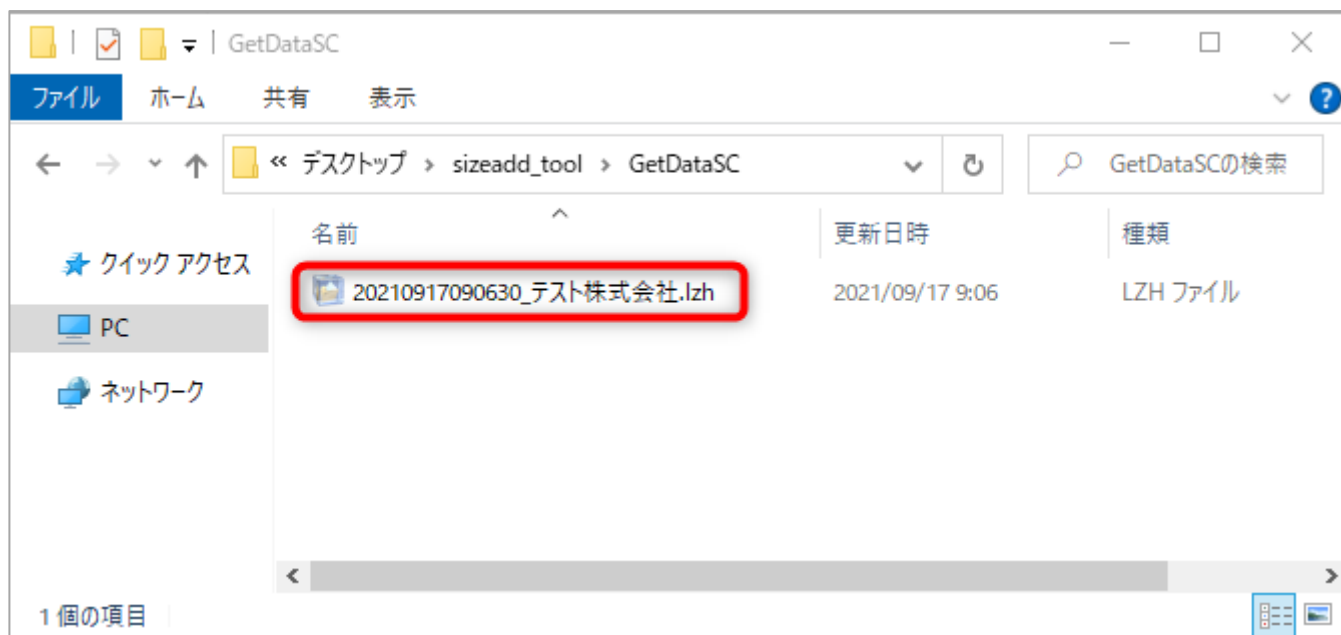 GetDataSC
ファイル ホーム 共有 表示
« デスクトップ › sizeadd_tool › GetDataSC GetDataSCの検索
名前 更新日時 種類
クイック アクセス
20210917090630_テスト株式会社.lzh 2021/09/17 9:06 LZH ファイル
PC
ネットワーク
1 個の項目